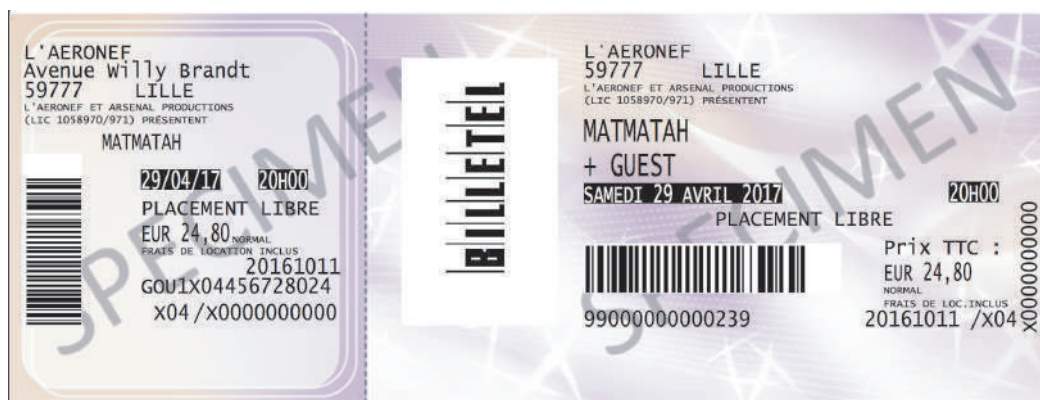 L'AERONEF
Avenue Willy Brandt
59777 LILLE
L'AERONEF ET ARSENAL PRODUCTIONS
(LIC 1058970/971) PRÉSENTENT
MATMATAH
29/04/17 20H00
PLACEMENT LIBRE
EUR 24,80 NORMAL
FRAIS DE LOCATION INCLUS
20161011
GOU1X04456728024
X04 /X0000000000
SPECIMEN
BILLETEL
L'AERONEF
59777 LILLE
L'AERONEF ET ARSENAL PRODUCTIONS
(LIC 1058970/971) PRÉSENTENT
MATMATAH
+ GUEST
SAMEDI 29 AVRIL 2017 20H00
PLACEMENT LIBRE
Prix TTC :
EUR 24,80
NORMAL
FRAIS DE LOC.INCLUS
99000000000239
20161011 /X04
X0000000000
SPECIMEN